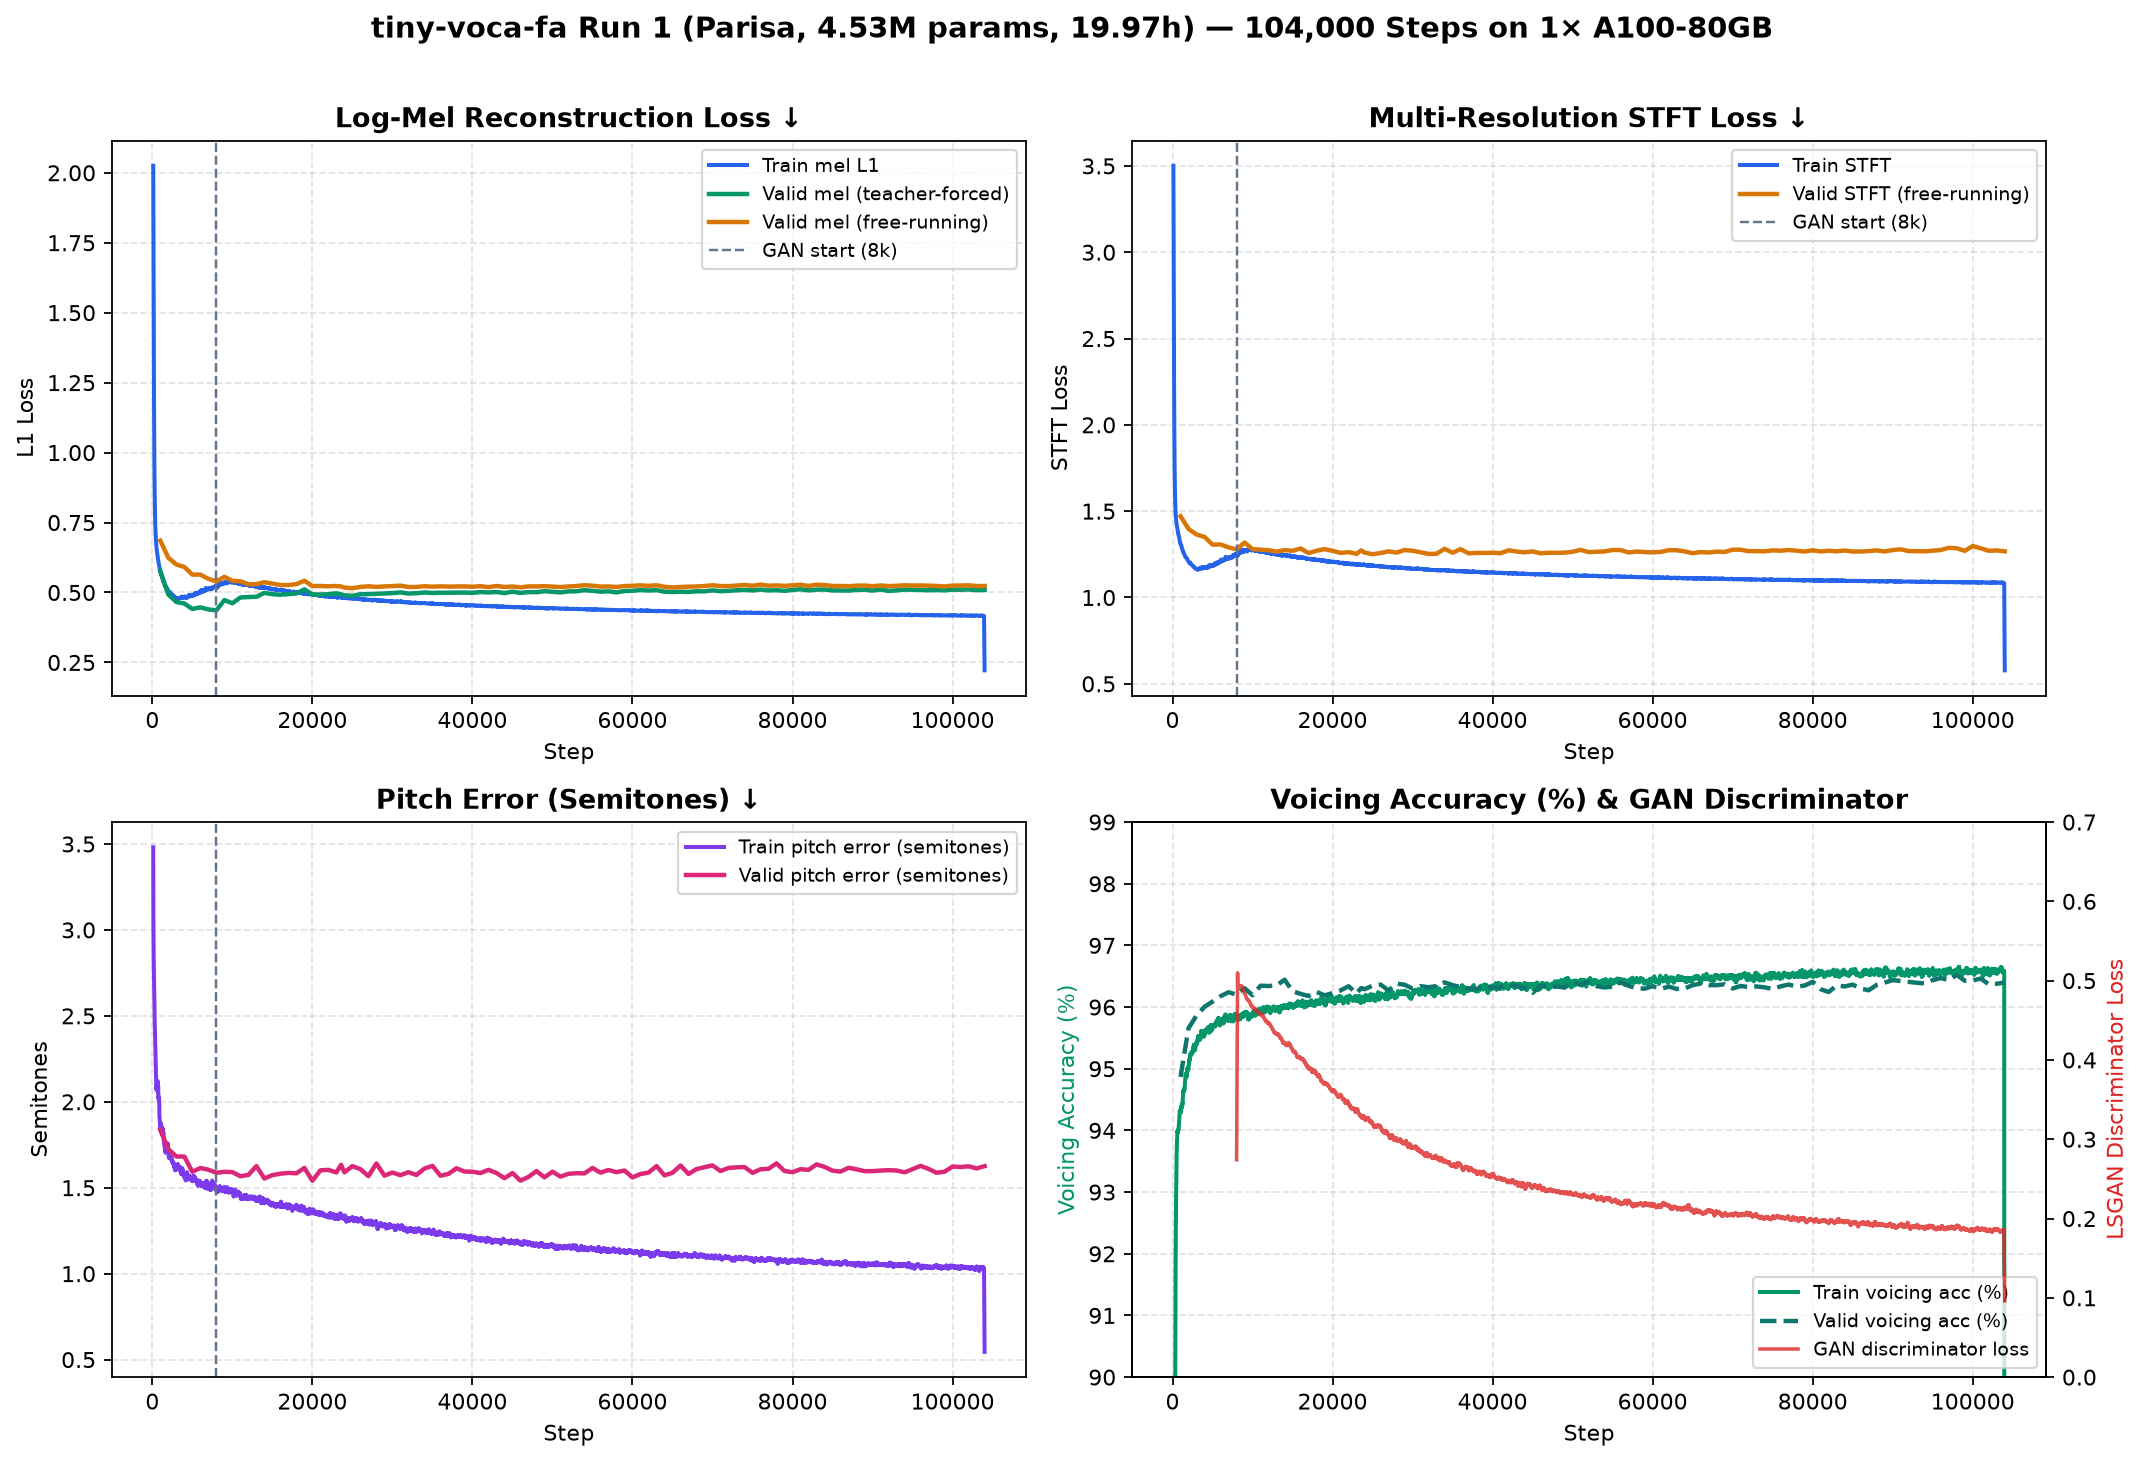 tiny-voca-fa Run 1 (Parisa, 4.53M params, 19.97h) — 104,000 Steps on 1× A100-80GB
Log-Mel Reconstruction Loss ↓
L1 Loss
2.00
1.75
1.50
1.25
1.00
0.75
0.50
0.25
Train mel L1
Valid mel (teacher-forced)
Valid mel (free-running)
GAN start (8k)
0 20000 40000 60000 80000 100000
Step
Multi-Resolution STFT Loss ↓
STFT Loss
3.5
3.0
2.5
2.0
1.5
1.0
0.5
Train STFT
Valid STFT (free-running)
GAN start (8k)
0 20000 40000 60000 80000 100000
Step
Pitch Error (Semitones) ↓
Semitones
3.5
3.0
2.5
2.0
1.5
1.0
0.5
Train pitch error (semitones)
Valid pitch error (semitones)
0 20000 40000 60000 80000 100000
Step
Voicing Accuracy (%) & GAN Discriminator
Voicing Accuracy (%)
99
98
97
96
95
94
93
92
91
90
Train voicing acc (%)
Valid voicing acc (%)
GAN discriminator loss
0.7
0.6
0.5
0.4
0.3
0.2
0.1
0.0
LSGAN Discriminator Loss
0 20000 40000 60000 80000 100000
Step